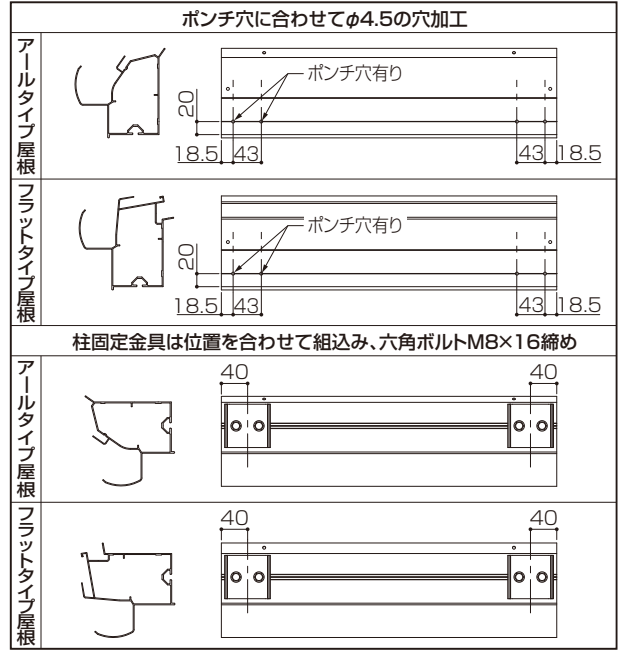 ポンチ穴に合わせてφ4.5の穴加工
アールタイプ屋根
ポンチ穴有り
20
18.5 43
43 18.5
フラットタイプ屋根
ポンチ穴有り
20
18.5 43
43 18.5
柱固定金具は位置を合わせて組込み、六角ボルトM8×16締め
アールタイプ屋根
40
40
フラットタイプ屋根
40
40